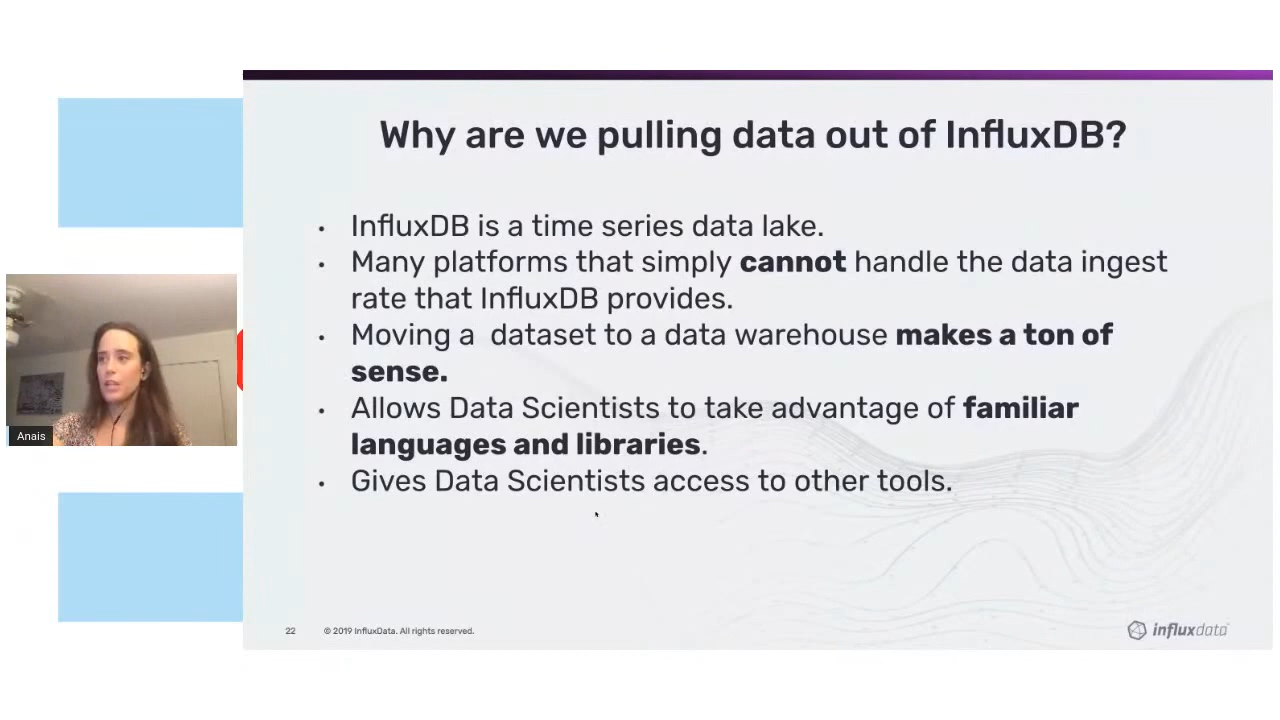 Why are we pulling data out of InfluxDB?
• InfluxDB is a time series data lake.
• Many platforms that simply cannot handle the data ingest
rate that InfluxDB provides.
• Moving a  dataset to a data warehouse makes a ton of
sense.
• Allows Data Scientists to take advantage of familiar
languages and libraries.
• Gives Data Scientists access to other tools.
Anais
22 © 2019 InfluxData. All rights reserved.
influxdata